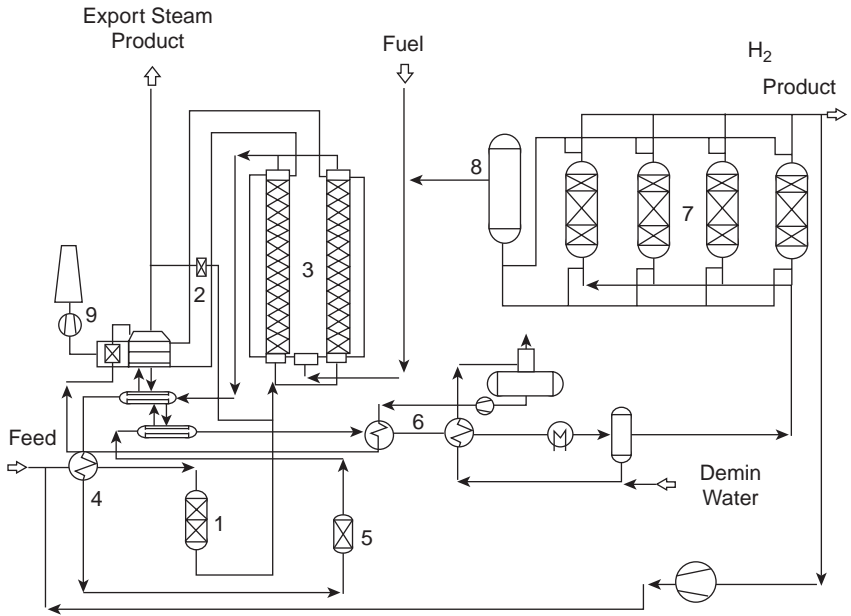 Export Steam
Product
Fuel
H2
Product
8
7
3
2
9
6
Feed
4
Demin
Water
1
5